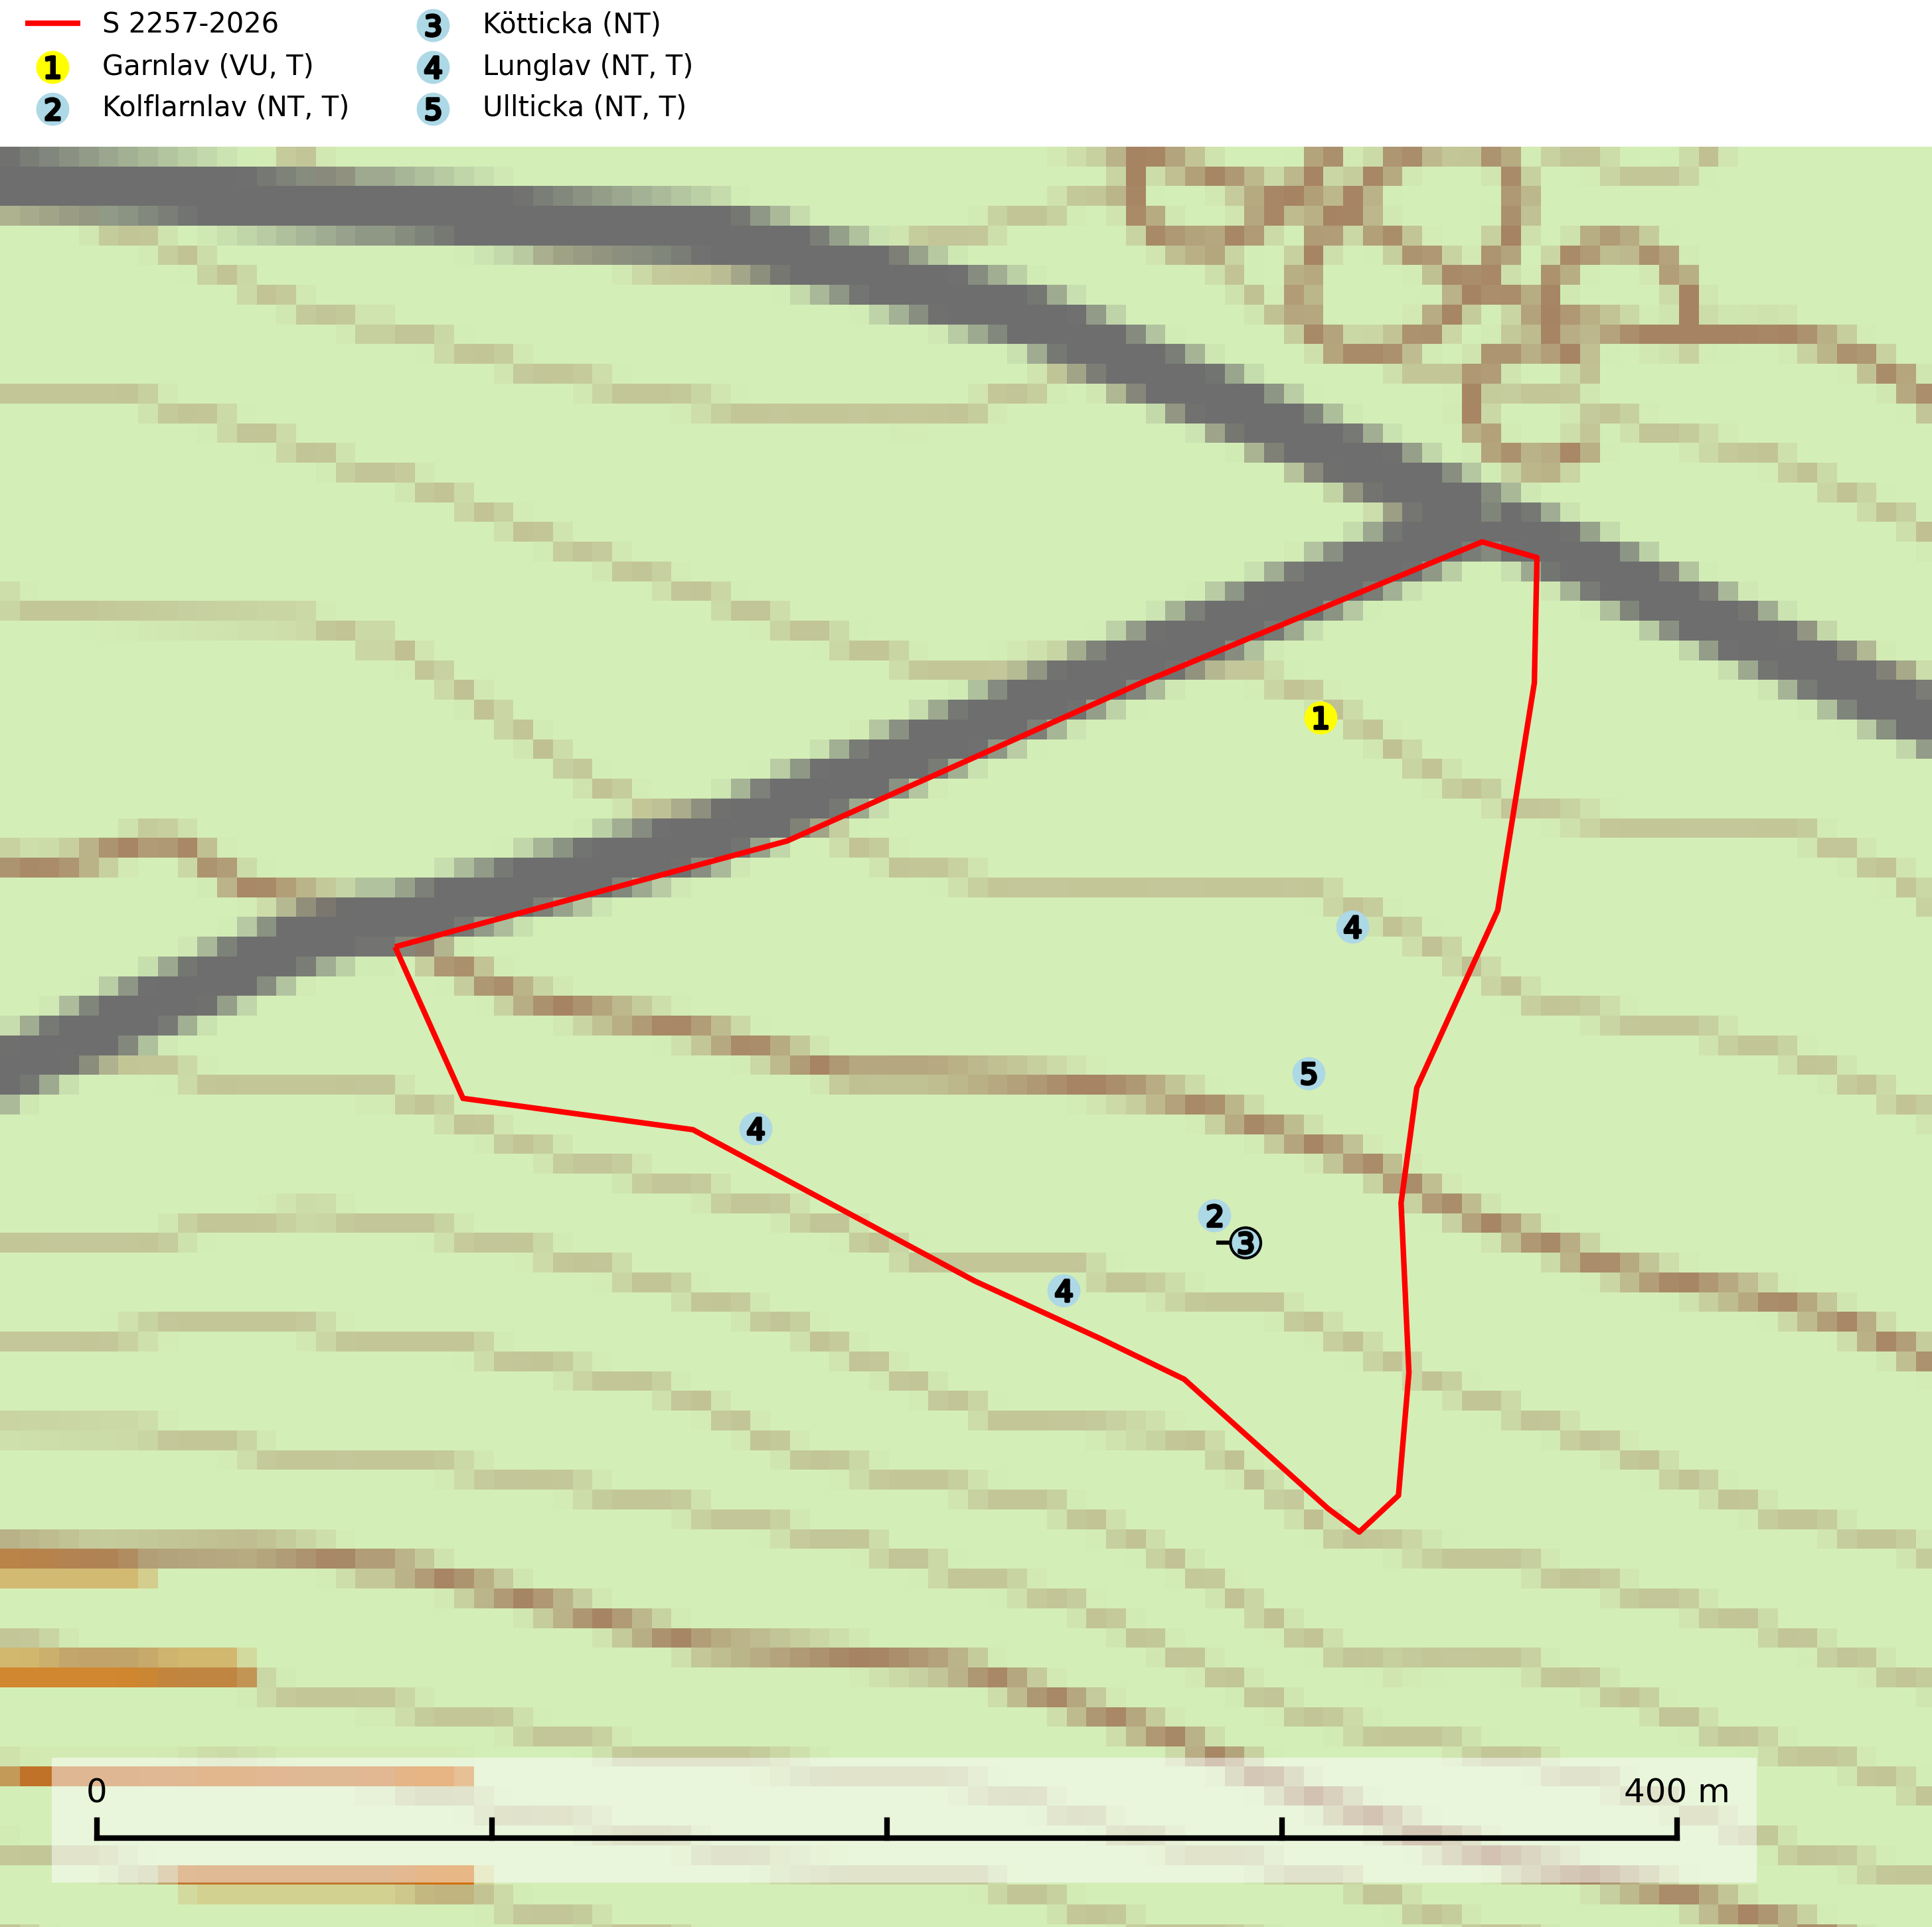 S 2257-2026
1 Garnlav (VU, T)
2 Kolflarnlav (NT, T)
3 Kötticka (NT)
4 Lunglav (NT, T)
5 Ullticka (NT, T)
1
4
5
4
2
3
4
0 400 m